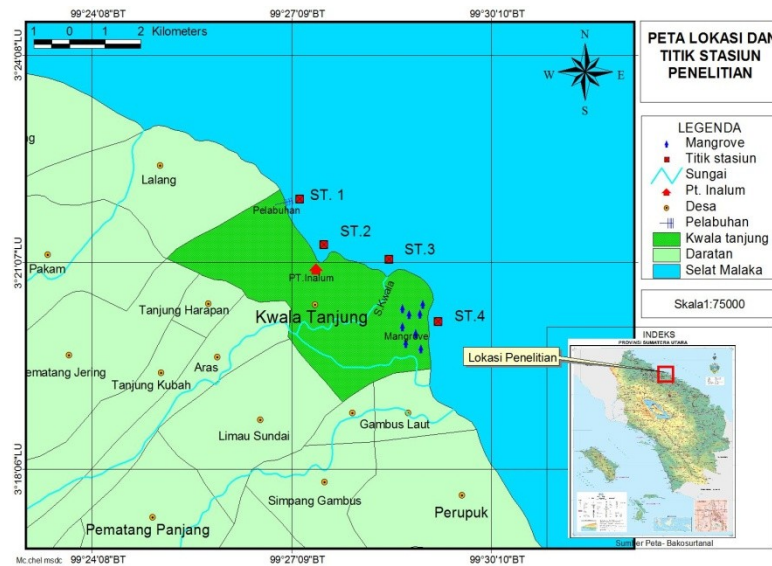 99°24'08"BT 99°27'09"BT 99°30'10"BT
1 0 1 2 Kilometers
3°24'08"LU
N
W E
S
Lalang
ST. 1
Pelabuhan
ST.2
ST.3
3°21'07"LU
Pakam
PT.Inalum
S.Kwala
Tanjung Harapan
Kwala Tanjung
ST.4
Mangrove
ematang Jering
Aras
Tanjung Kubah
Gambus Laut
Limau Sundai
3°18'06"LU
Simpang Gambus
Perupuk
Pematang Panjang
99°24'08"BT 99°27'09"BT 99°30'10"BT
Mc.chel msdc
PETA LOKASI DAN
TITIK STASIUN
PENELITIAN
LEGENDA
Mangrove
Titik stasiun
Sungai
Pt. Inalum
Desa
Pelabuhan
Kwala tanjung
Daratan
Selat Malaka
Skala1:75000
INDEKS
PROVINSI SUMATERA UTARA
Lokasi Penelitian
Sumber Peta- Bakosurtanal